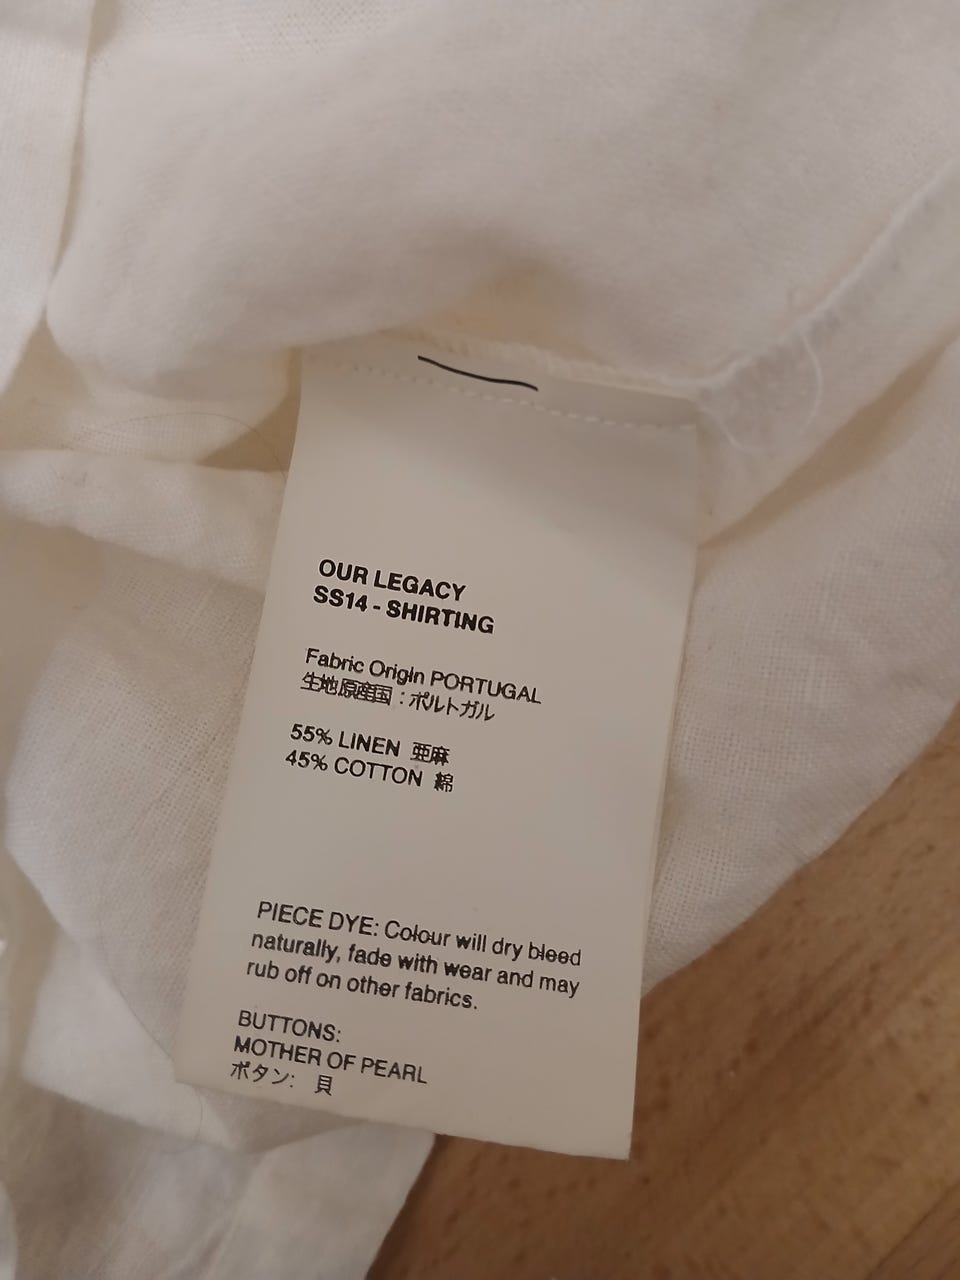 OUR LEGACY
SS14 - SHIRTING
Fabric Origin PORTUGAL
生地原産国 : ポルトガル
55% LINEN 亜麻
45% COTTON 綿
PIECE DYE: Colour will dry bleed
naturally, fade with wear and may
rub off on other fabrics.
BUTTONS:
MOTHER OF PEARL
ボタン: 貝